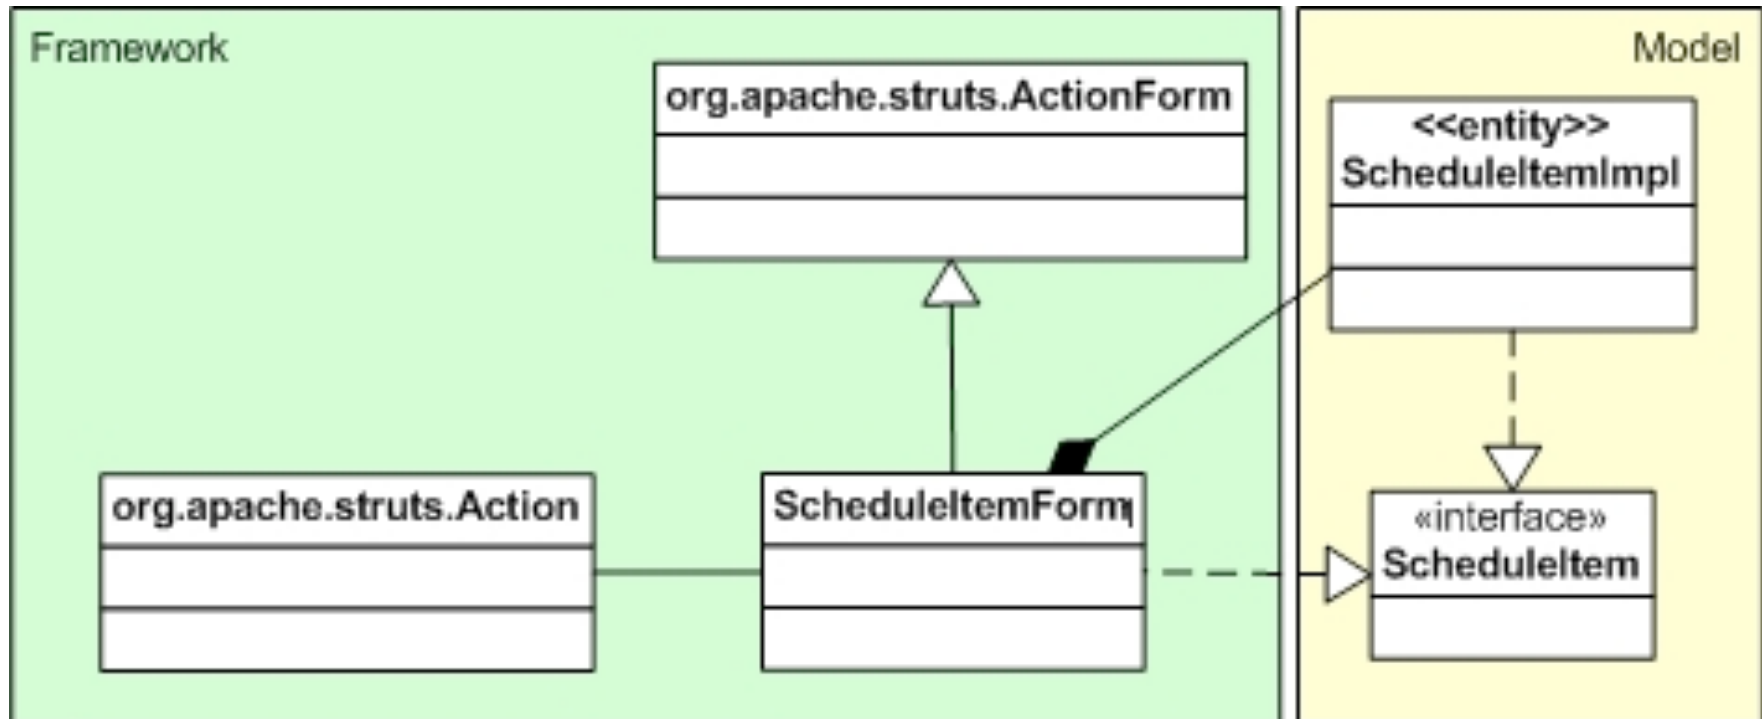 Framework
Model
org.apache.struts.ActionForm
<<entity>>
ScheduleItemImpl
org.apache.struts.Action
ScheduleItemForm
«interface»
ScheduleItem